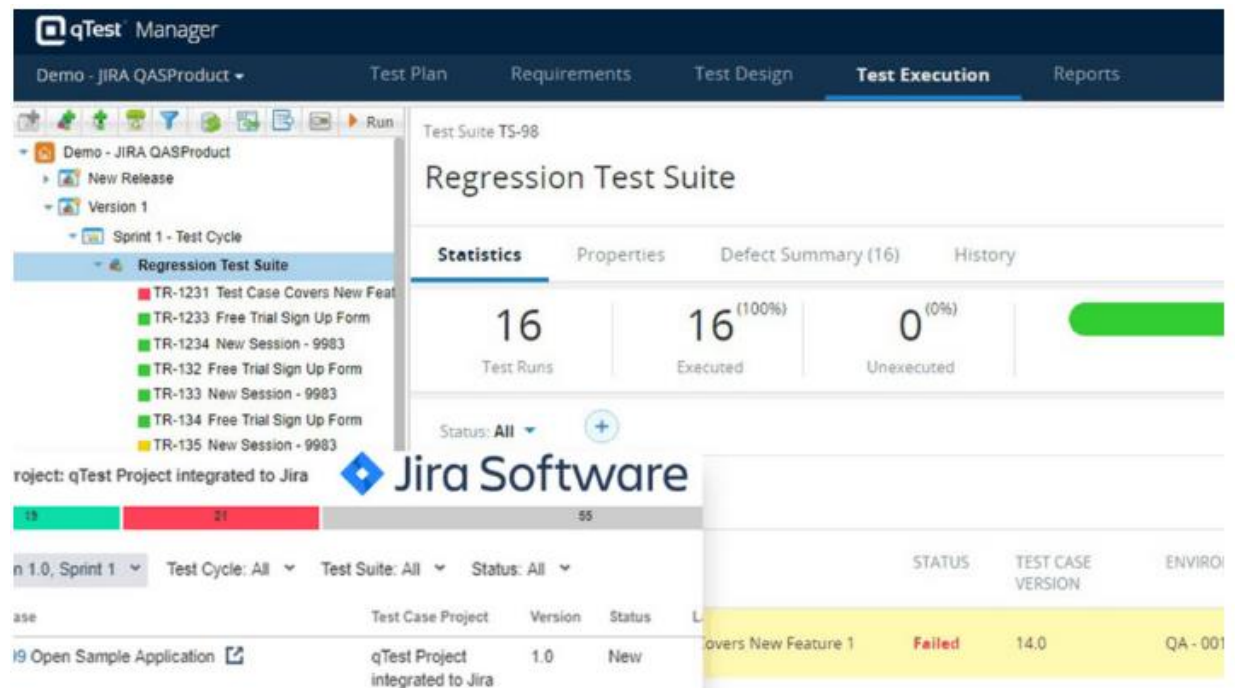 qTest Manager
Demo - JIRA QASProduct
Test Plan
Requirements
Test Design
Test Execution
Reports
Run
Demo - JIRA QASProduct
New Release
Version 1
Sprint 1 - Test Cycle
Regression Test Suite
TR-1231 Test Case Covers New Feat
TR-1233 Free Trial Sign Up Form
TR-1234 New Session - 9983
TR-132 Free Trial Sign Up Form
TR-133 New Session - 9983
TR-134 Free Trial Sign Up Form
TR-135 New Session - 9983
Test Suite TS-98
Regression Test Suite
Statistics
Properties
Defect Summary (16)
History
16
Test Runs
16 (100%)
Executed
0 (0%)
Unexecuted
Status: All
roject: qTest Project integrated to Jira
Jira Software
21
55
n 1.0, Sprint 1
Test Cycle: All
Test Suite: All
Status: All
ase
Test Case Project
Version
Status
L
99 Open Sample Application
qTest Project
integrated to Jira
1.0
New
STATUS
TEST CASE
VERSION
ENVIRO
overs New Feature 1
Failed
14.0
QA - 001